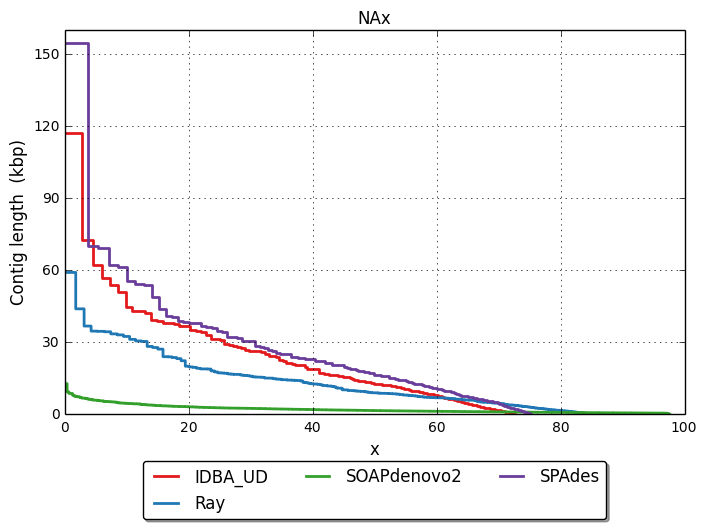 NAx
Contig length  (kbp)
150
120
90
60
30
0
0 20 40 60 80 100
x
IDBA_UD SOAPdenovo2 SPAdes
Ray